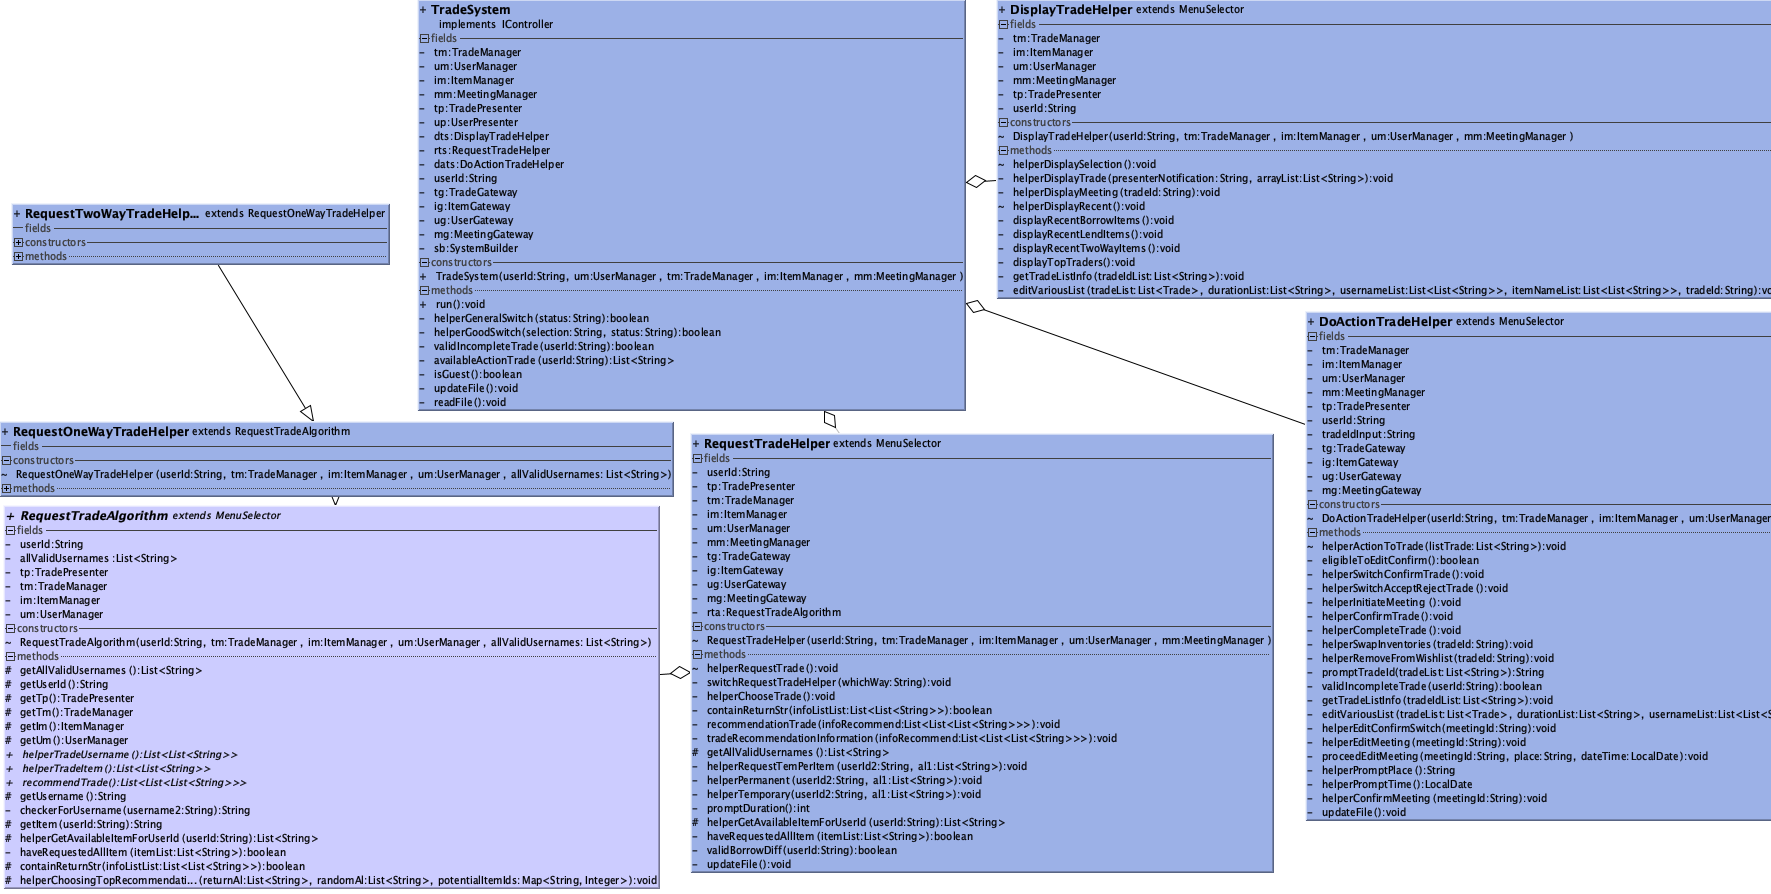 + TradeSystem
implements IController
fields
- tm:TradeManager
- um:UserManager
- im:ItemManager
- mm:MeetingManager
- tp:TradePresenter
- up:UserPresenter
- dts:DisplayTradeHelper
- rts:RequestTradeHelper
- dats:DoActionTradeHelper
- userId:String
- tg:TradeGateway
- ig:ItemGateway
- ug:UserGateway
- mg:MeetingGateway
- sb:SystemBuilder
constructors
+ TradeSystem(userId:String, um:UserManager, tm:TradeManager, im:ItemManager, mm:MeetingManager)
methods
+ run():void
- helperGeneralSwitch(status:String):boolean
- helperGoodSwitch(selection:String, status:String):boolean
- validIncompleteTrade(userId:String):boolean
- availableActionTrade(userId:String):List<String>
- isGuest():boolean
- updateFile():void
- readFile():void
+ DisplayTradeHelper extends MenuSelector
fields
- tm:TradeManager
- im:ItemManager
- um:UserManager
- mm:MeetingManager
- tp:TradePresenter
- userId:String
constructors
~ DisplayTradeHelper(userId:String, tm:TradeManager, im:ItemManager, um:UserManager, mm:MeetingManager)
methods
~ helperDisplaySelection():void
- helperDisplayTrade(presenterNotification:String, arrayList:List<String>):void
- helperDisplayMeeting(tradeId:String):void
~ helperDisplayRecent():void
- displayRecentBorrowItems():void
- displayRecentLendItems():void
- displayRecentTwoWayItems():void
- displayTopTraders():void
- getTradeListInfo(tradeIdList:List<String>):void
- editVariousList(tradeList:List<Trade>, durationList:List<String>, usernameList:List<List<String>>, itemNameList:List<List<String>>, tradeId:String):vo
+ RequestTwoWayTradeHelp... extends RequestOneWayTradeHelper
fields
constructors
methods
+ DoActionTradeHelper extends MenuSelector
fields
- tm:TradeManager
- im:ItemManager
- um:UserManager
- mm:MeetingManager
- tp:TradePresenter
- userId:String
- tradeIdInput:String
- tg:TradeGateway
- ig:ItemGateway
- ug:UserGateway
- mg:MeetingGateway
constructors
~ DoActionTradeHelper(userId:String, tm:TradeManager, im:ItemManager, um:UserManager
methods
~ helperActionToTrade(listTrade:List<String>):void
- eligibleToEditConfirm():boolean
- helperSwitchConfirmTrade():void
- helperSwitchAcceptRejectTrade():void
- helperInitiateMeeting():void
- helperConfirmTrade():void
- helperCompleteTrade():void
- helperSwapInventories(tradeId:String):void
- helperRemoveFromWishlist(tradeId:String):void
- promptTradeId(tradeList:List<String>):String
- validIncompleteTrade(userId:String):boolean
- getTradeListInfo(tradeIdList:List<String>):void
- editVariousList(tradeList:List<Trade>, durationList:List<String>, usernameList:List<List<S
- helperEditConfirmSwitch(meetingId:String):void
- helperEditMeeting(meetingId:String):void
- proceedEditMeeting(meetingId:String, place:String, dateTime:LocalDate):void
- helperPromptPlace():String
- helperPromptTime():LocalDate
- helperConfirmMeeting(meetingId:String):void
- updateFile():void
+ RequestOneWayTradeHelper extends RequestTradeAlgorithm
fields
constructors
~ RequestOneWayTradeHelper(userId:String, tm:TradeManager, im:ItemManager, um:UserManager, allValidUsernames:List<String>)
methods
+ RequestTradeAlgorithm extends MenuSelector
fields
- userId:String
- allValidUsernames:List<String>
- tp:TradePresenter
- tm:TradeManager
- im:ItemManager
- um:UserManager
constructors
~ RequestTradeAlgorithm(userId:String, tm:TradeManager, im:ItemManager, um:UserManager, allValidUsernames:List<String>)
methods
# getAllValidUsernames():List<String>
# getUserId():String
# getTp():TradePresenter
# getTm():TradeManager
# getIm():ItemManager
# getUm():UserManager
+ helperTradeUsername():List<List<String>>
+ helperTradeItem():List<List<String>>
+ recommendTrade():List<List<List<String>>>
# getUsername():String
- checkerForUsername(username2:String):String
# getItem(userId:String):String
# helperGetAvailableItemForUserId(userId:String):List<String>
- haveRequestedAllItem(itemList:List<String>):boolean
# containReturnStr(infoListList:List<List<String>>):boolean
# helperChoosingTopRecommendati...(returnAl:List<String>, randomAl:List<String>, potentialItemIds:Map<String,Integer>):void
+ RequestTradeHelper extends MenuSelector
fields
- userId:String
- tp:TradePresenter
- tm:TradeManager
- im:ItemManager
- um:UserManager
- mm:MeetingManager
- tg:TradeGateway
- ig:ItemGateway
- ug:UserGateway
- mg:MeetingGateway
- rta:RequestTradeAlgorithm
constructors
~ RequestTradeHelper(userId:String, tm:TradeManager, im:ItemManager, um:UserManager, mm:MeetingManager)
methods
~ helperRequestTrade():void
- switchRequestTradeHelper(whichWay:String):void
- helperChooseTrade():void
- containReturnStr(infoListList:List<List<String>>):boolean
- recommendationTrade(infoRecommend:List<List<List<String>>>):void
- tradeRecommendationInformation(infoRecommend:List<List<List<String>>>):void
# getAllValidUsernames():List<String>
- helperRequestTemPerItem(userId2:String, al1:List<String>):void
- helperPermanent(userId2:String, al1:List<String>):void
- helperTemporary(userId2:String, al1:List<String>):void
- promptDuration():int
# helperGetAvailableItemForUserId(userId:String):List<String>
- haveRequestedAllItem(itemList:List<String>):boolean
- validBorrowDiff(userId:String):boolean
- updateFile():void